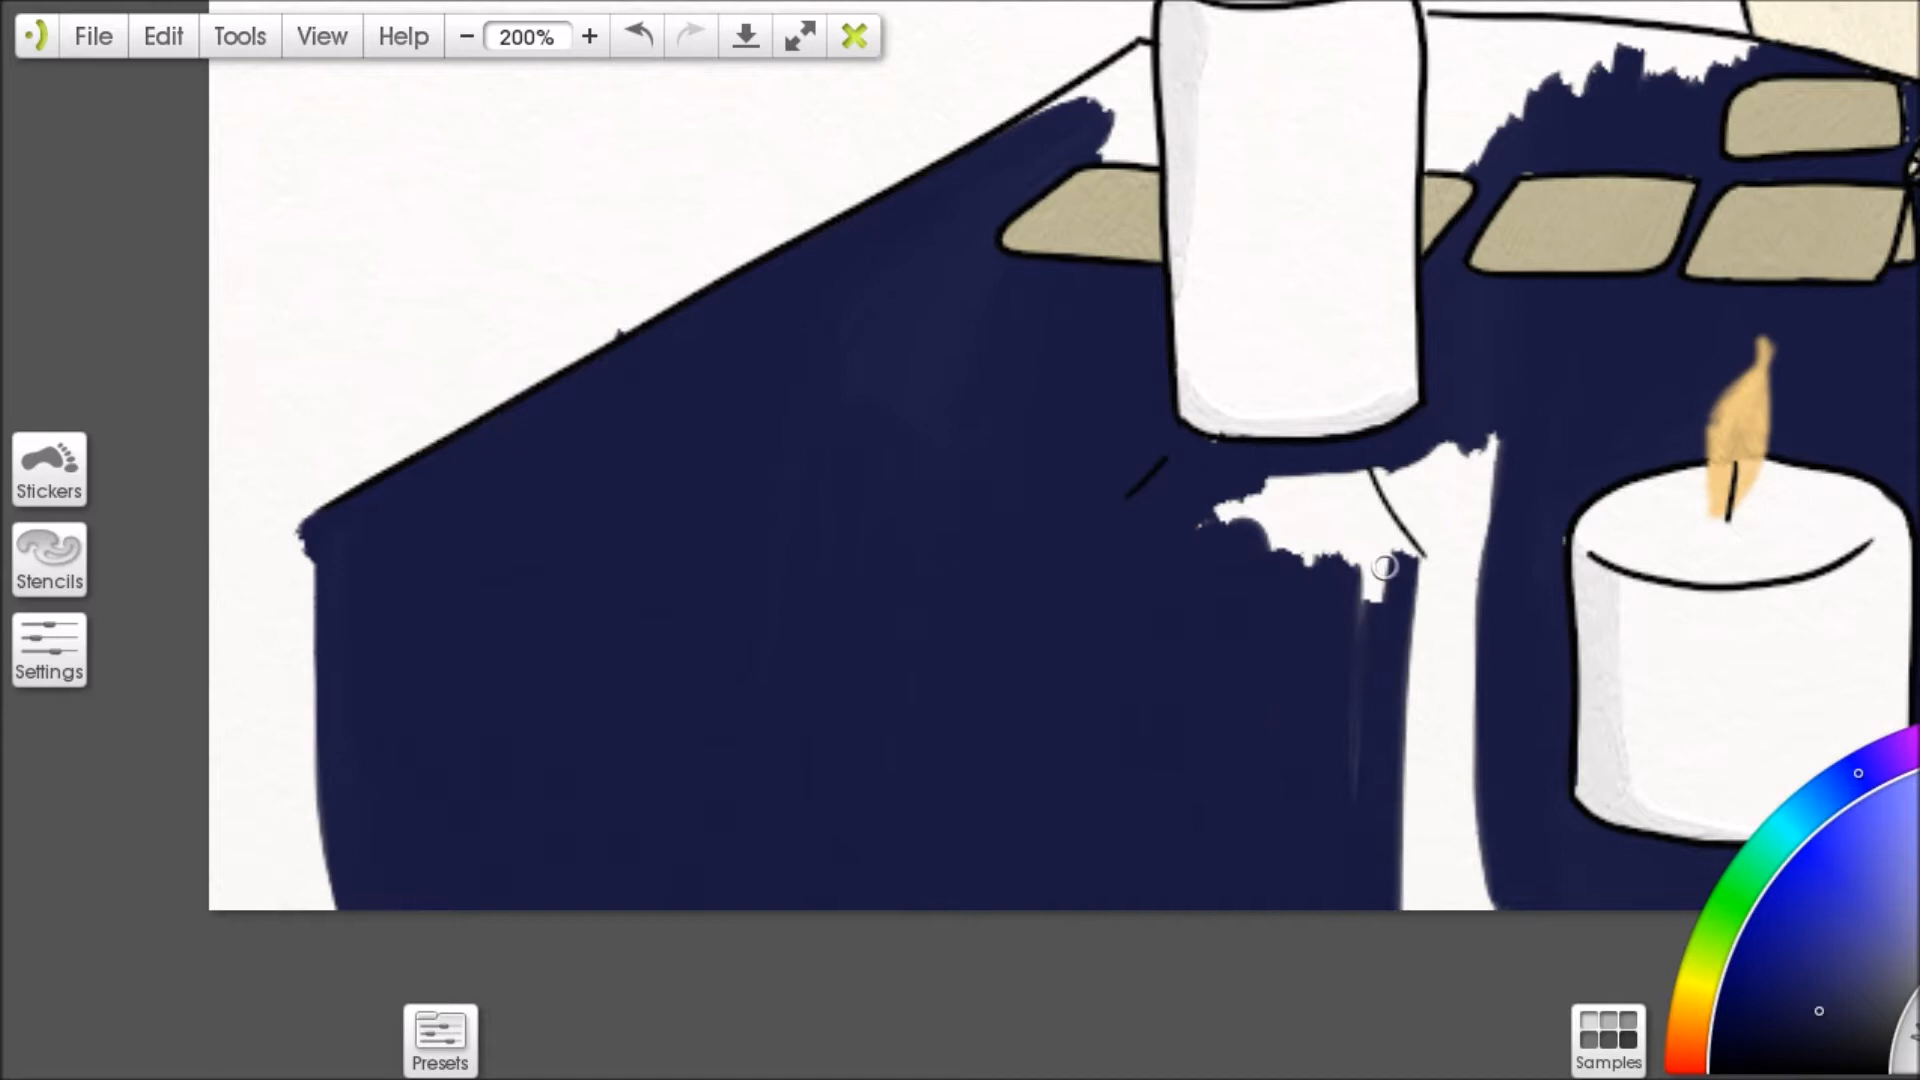 File Edit Tools View Help − 200% +
Stickers
Stencils
Settings
Presets
Samples